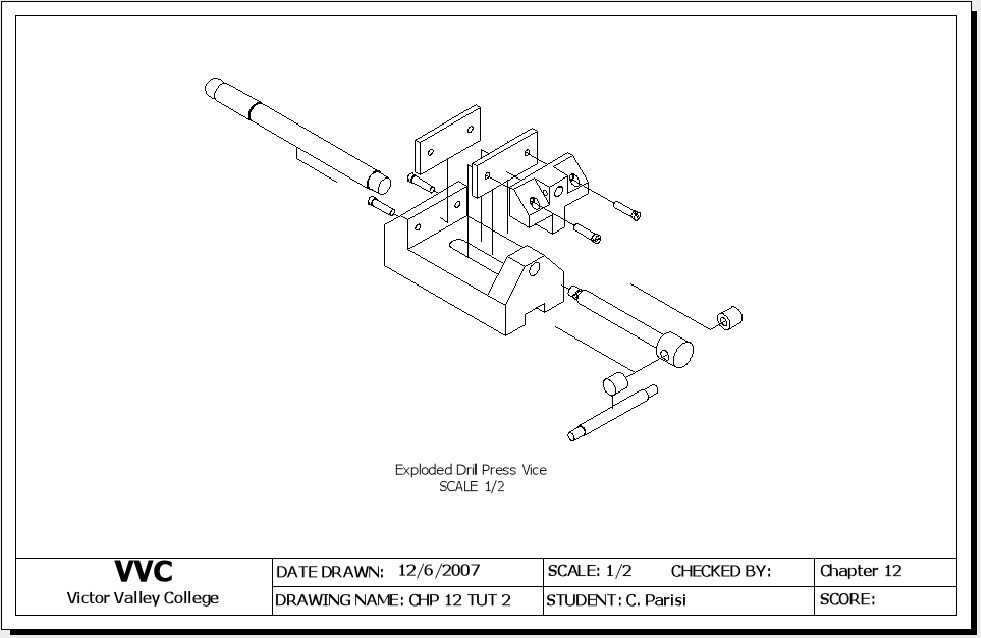 Exploded Dril Press Vice
SCALE 1/2
VVC
Victor Valley College
DATE DRAWN: 12/6/2007
SCALE: 1/2 CHECKED BY:
Chapter 12
DRAWING NAME: CHP 12 TUT 2
STUDENT: C. Parisi
SCORE: